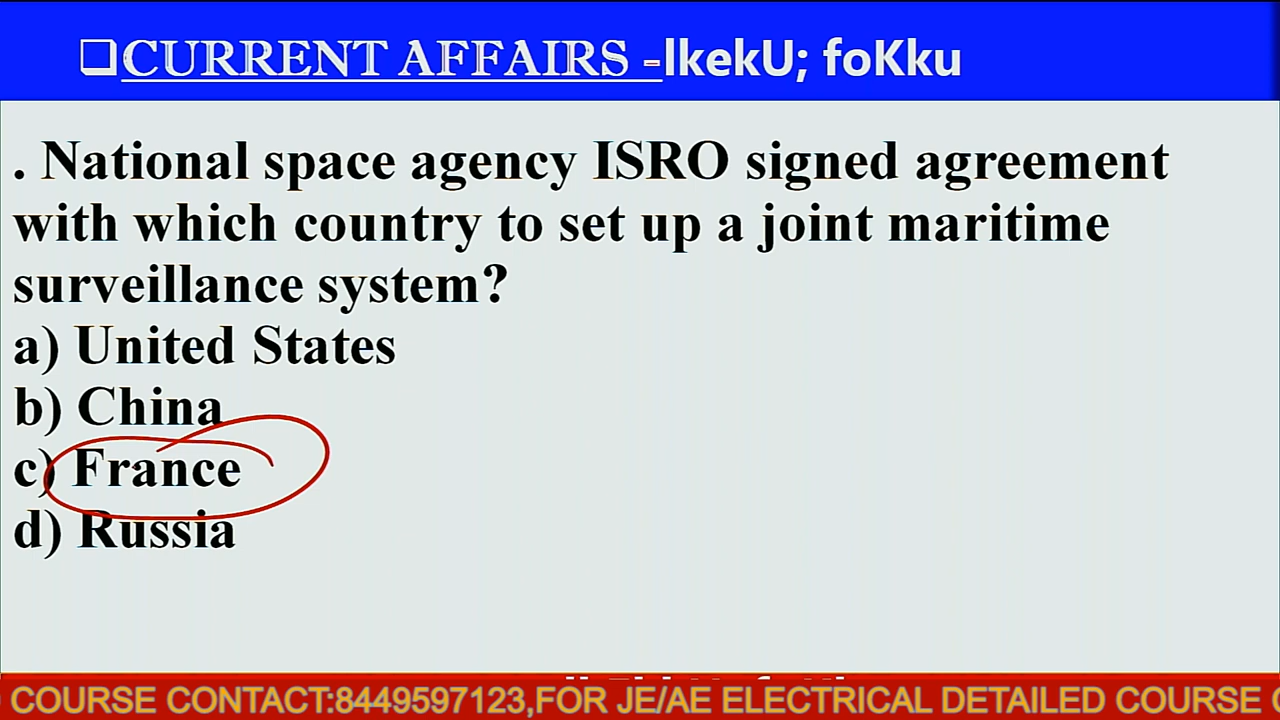 ❑CURRENT AFFAIRS -lkekU; foKku
. National space agency ISRO signed agreement
with which country to set up a joint maritime
surveillance system?
a) United States
b) China
c) France
d) Russia
COURSE CONTACT:8449597123,FOR JE/AE ELECTRICAL DETAILED COURSE